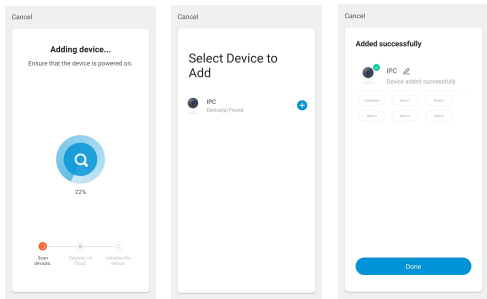 Cancel
Adding device...
Ensure that the device is powered on.
22%
Scan
devices.
Register on
Cloud.
Initialize the
device.
Cancel
Select Device to
Add
IPC
Device(s) Found
Cancel
Added successfully
IPC
Device added successfully
Done